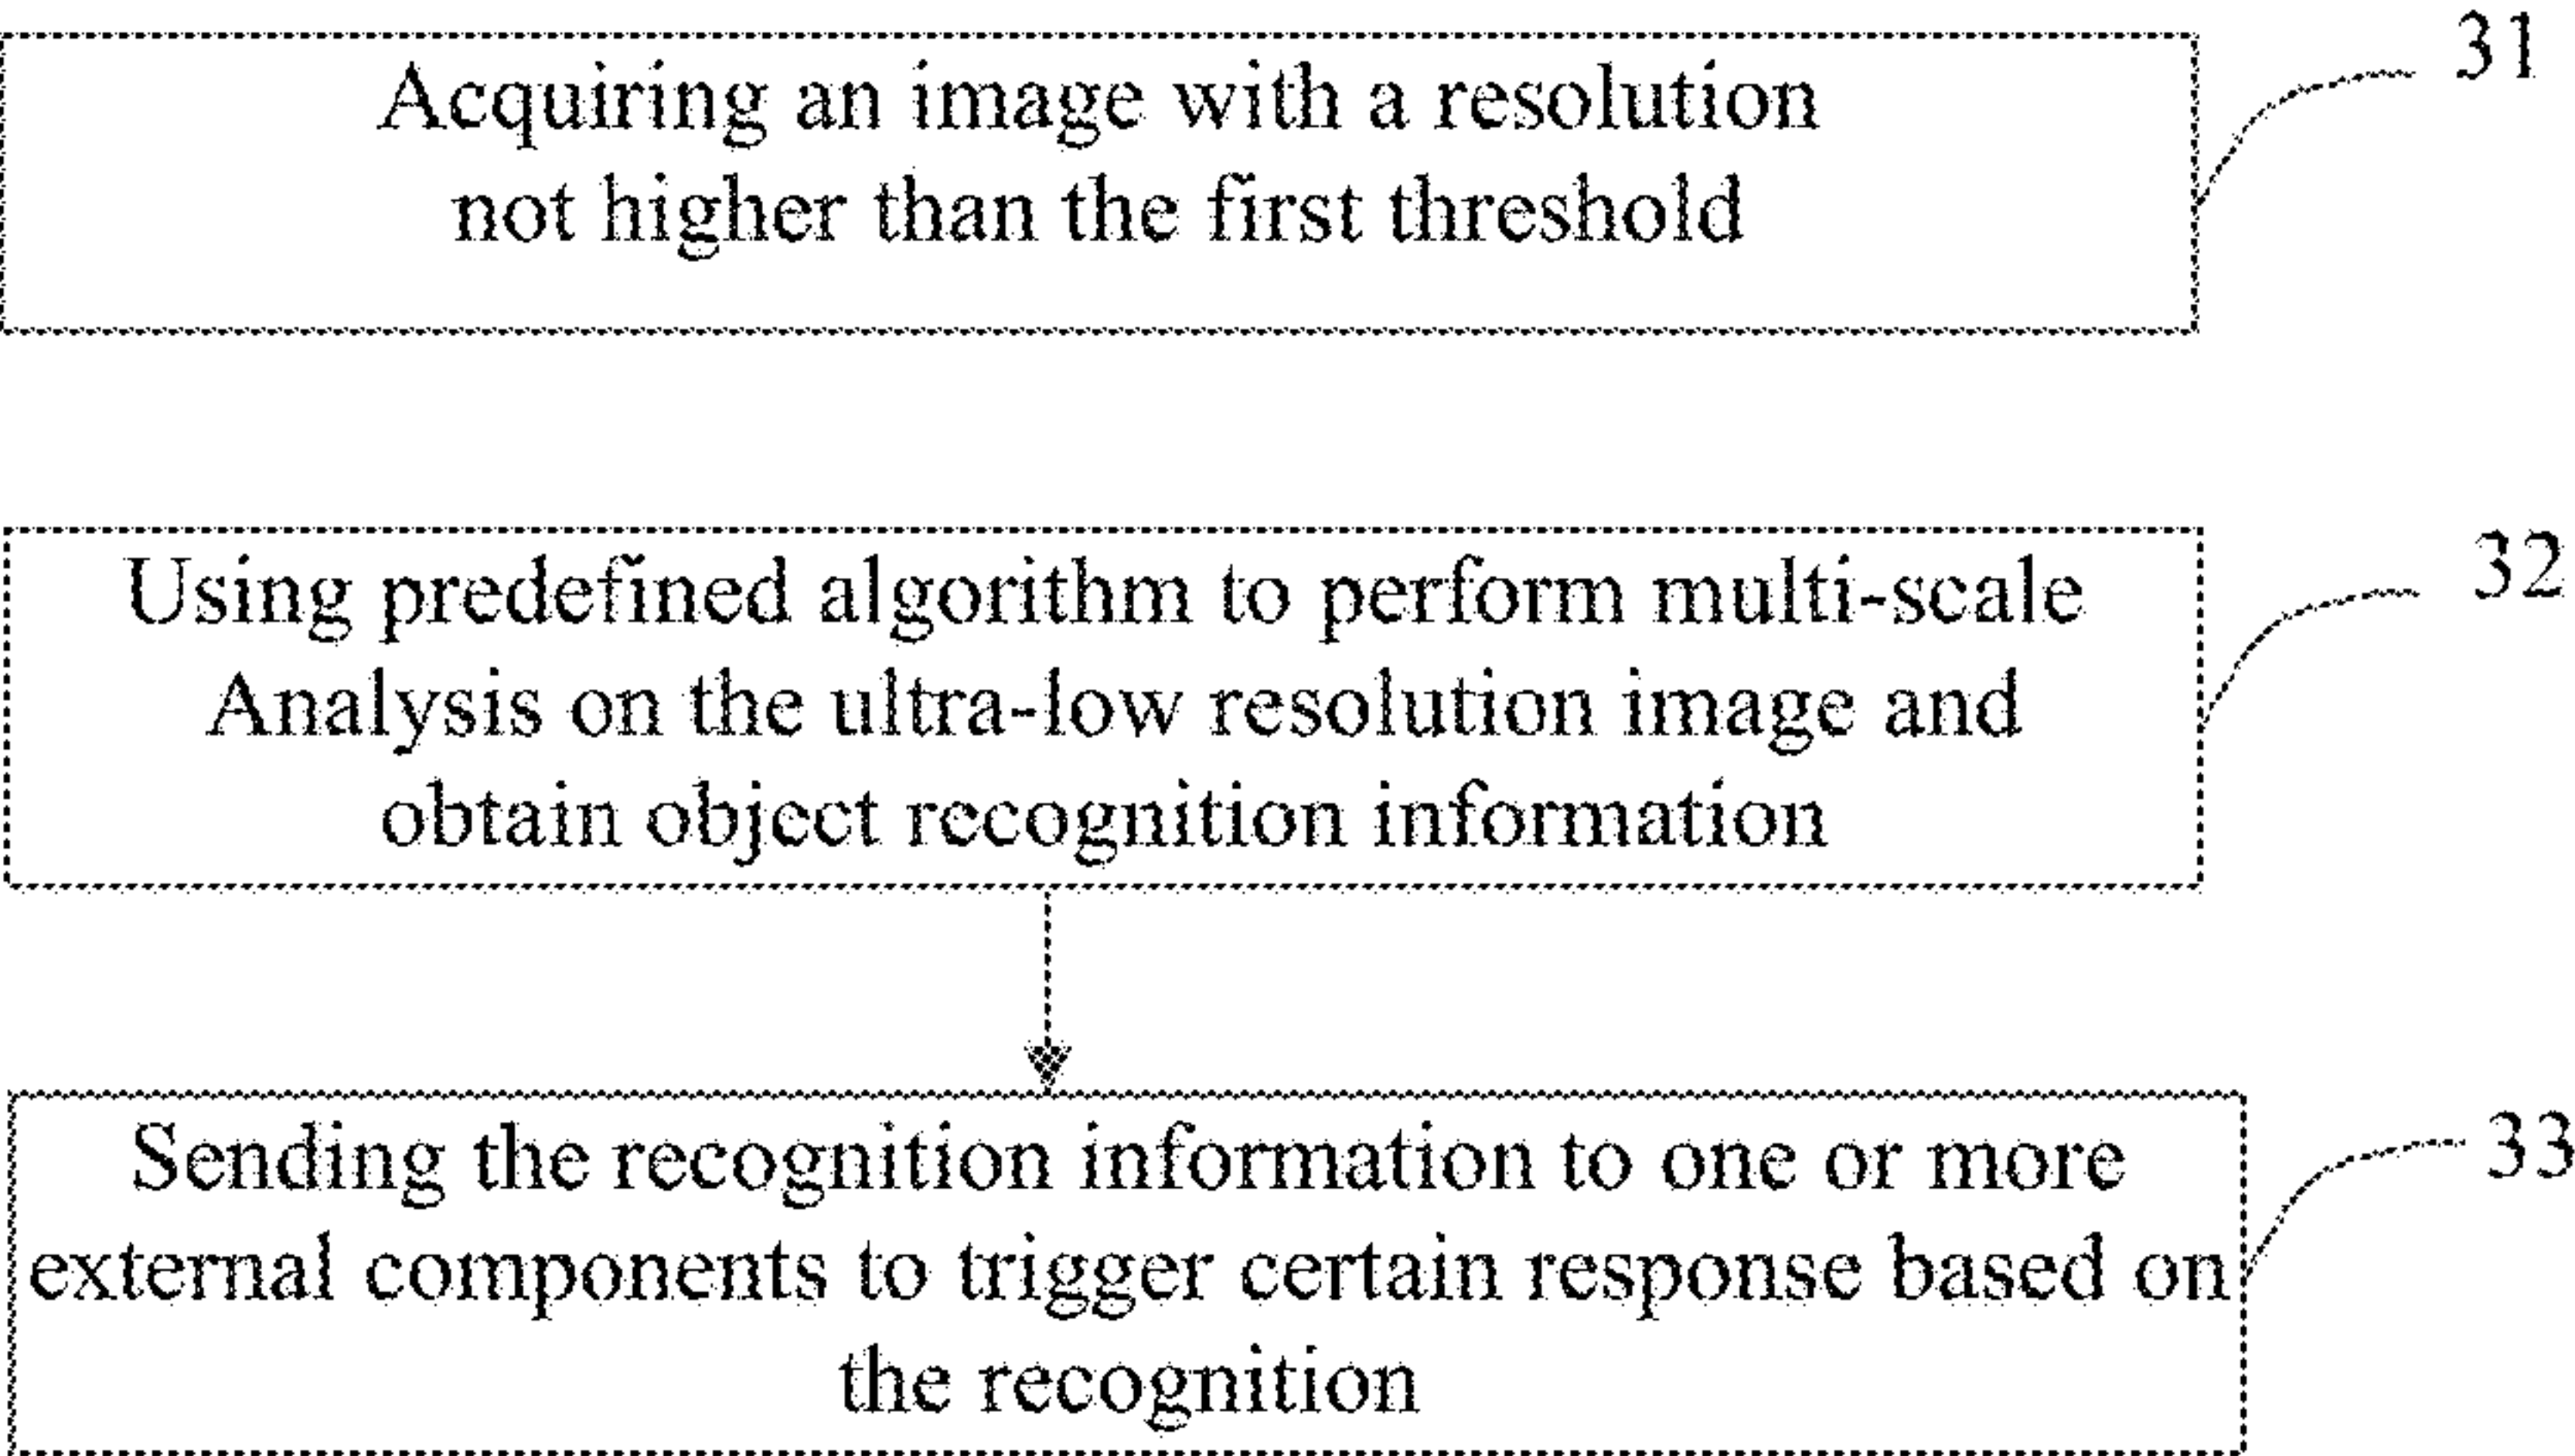 31
Acquiring an image with a resolution
not higher than the first threshold
32
Using predefined algorithm to perform multi-scale
Analysis on the ultra-low resolution image and
obtain object recognition information
33
Sending the recognition information to one or more
external components to trigger certain response based on
the recognition